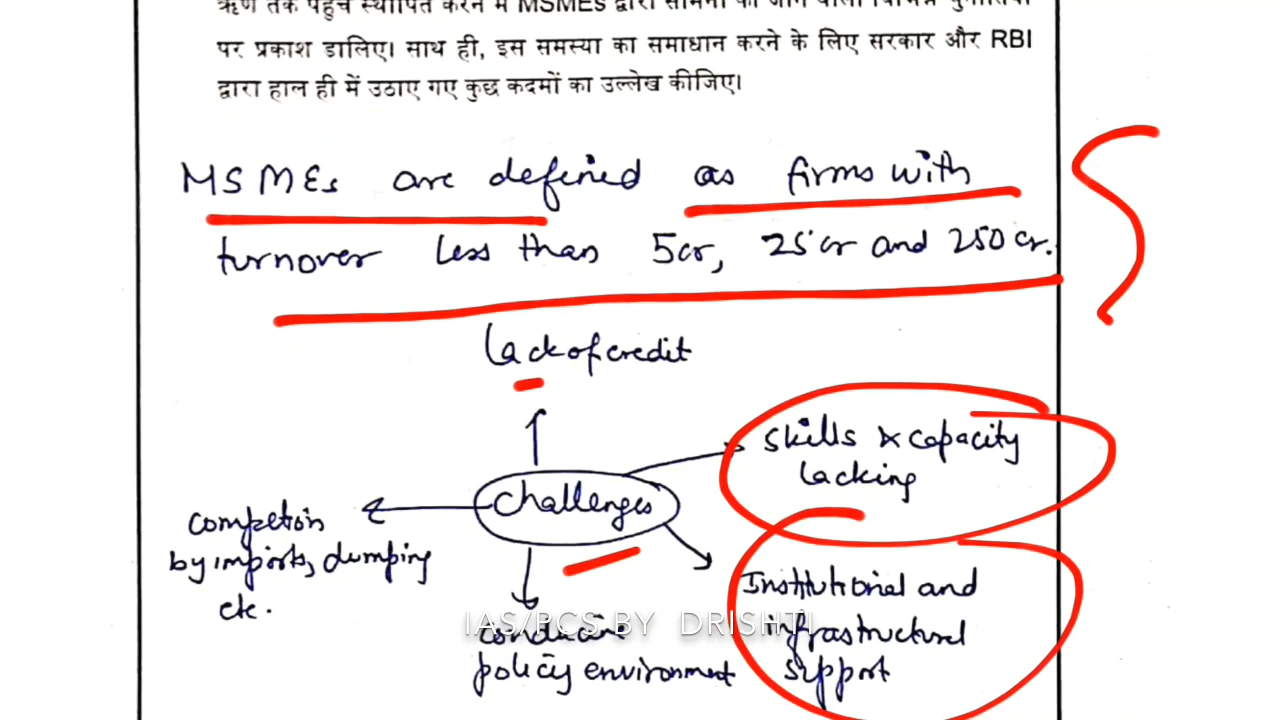 ऋण तक पहुंच स्थापित करने में MSMEs द्वारा सामना की जाने वाली विभिन्न चुनौतियों
पर प्रकाश डालिए। साथ ही, इस समस्या का समाधान करने के लिए सरकार और RBI
द्वारा हाल ही में उठाए गए कुछ कदमों का उल्लेख कीजिए।
MSMEs are defined as firms with
turnover less than 5cr, 25cr and 250cr.
Lack of credit
Skills & capacity
lacking
challenges
by imports, dumping
etc.
Institutional and
infrastructural
support
policy environment
IAS/PCS BY DRISHTI